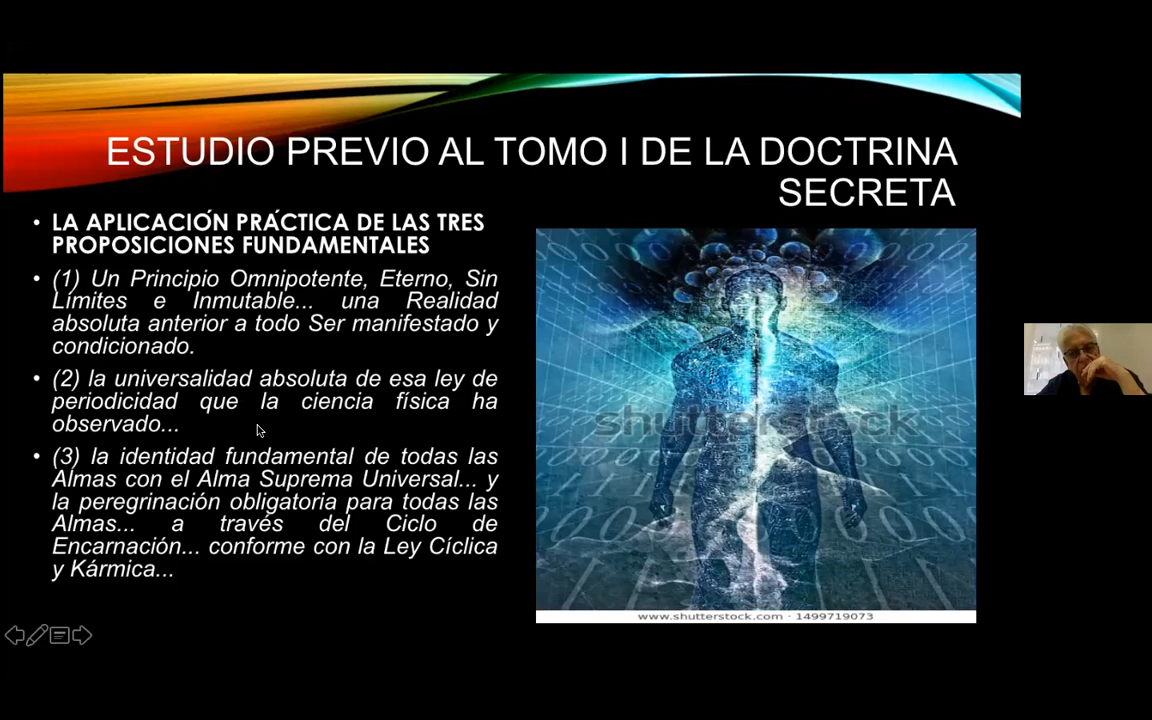 ESTUDIO PREVIO AL TOMO I DE LA DOCTRINA
SECRETA
• LA APLICACIÓN PRÁCTICA DE LAS TRES
PROPOSICIONES FUNDAMENTALES
• (1) Un Principio Omnipotente, Eterno, Sin
Límites e Inmutable... una Realidad
absoluta anterior a todo Ser manifestado y
condicionado.
• (2) la universalidad absoluta de esa ley de
periodicidad que la ciencia física ha
observado...
• (3) la identidad fundamental de todas las
Almas con el Alma Suprema Universal... y
la peregrinación obligatoria para todas las
Almas... a través del Ciclo de
Encarnación... conforme con la Ley Cíclica
y Kármica...
shutterstock
www.shutterstock.com · 1499719073